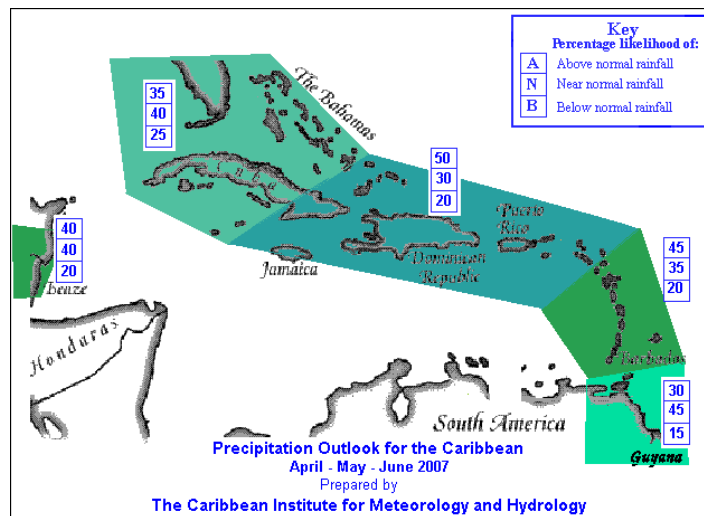 Key
Percentage likelihood of:
A Above normal rainfall
N Near normal rainfall
B Below normal rainfall
The Bahamas
35
40
25
50
30
20
Puerto
Rico
Dominican
Republic
Jamaica
40
40
20
Honduras
45
35
20
Barbados
30
45
15
South America
Guyana
Precipitation Outlook for the Caribbean
April - May - June 2007
Prepared by
The Caribbean Institute for Meteorology and Hydrology